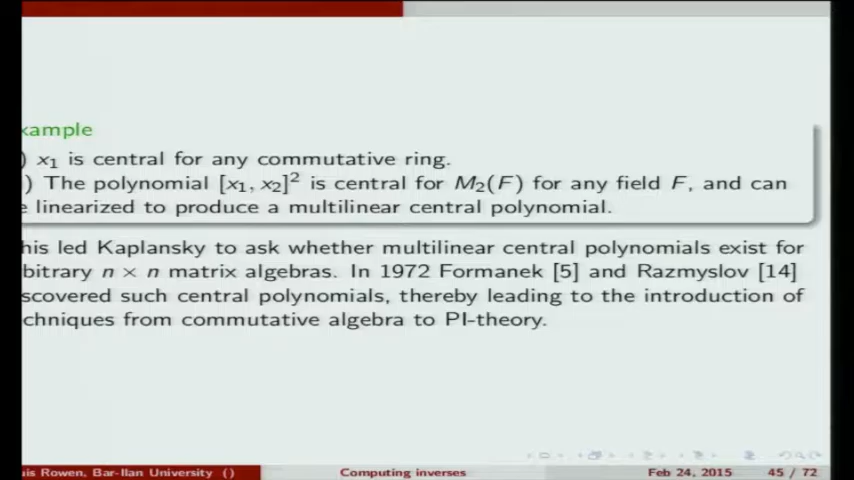 xample
) x₁ is central for any commutative ring.
) The polynomial [x₁, x₂]² is central for M₂(F) for any field F, and can
e linearized to produce a multilinear central polynomial.
his led Kaplansky to ask whether multilinear central polynomials exist for
bitrary n × n matrix algebras. In 1972 Formanek [5] and Razmyslov [14]
scovered such central polynomials, thereby leading to the introduction of
chniques from commutative algebra to PI-theory.
uis Rowen, Bar-Ilan University () Computing inverses Feb 24, 2015 45 / 72